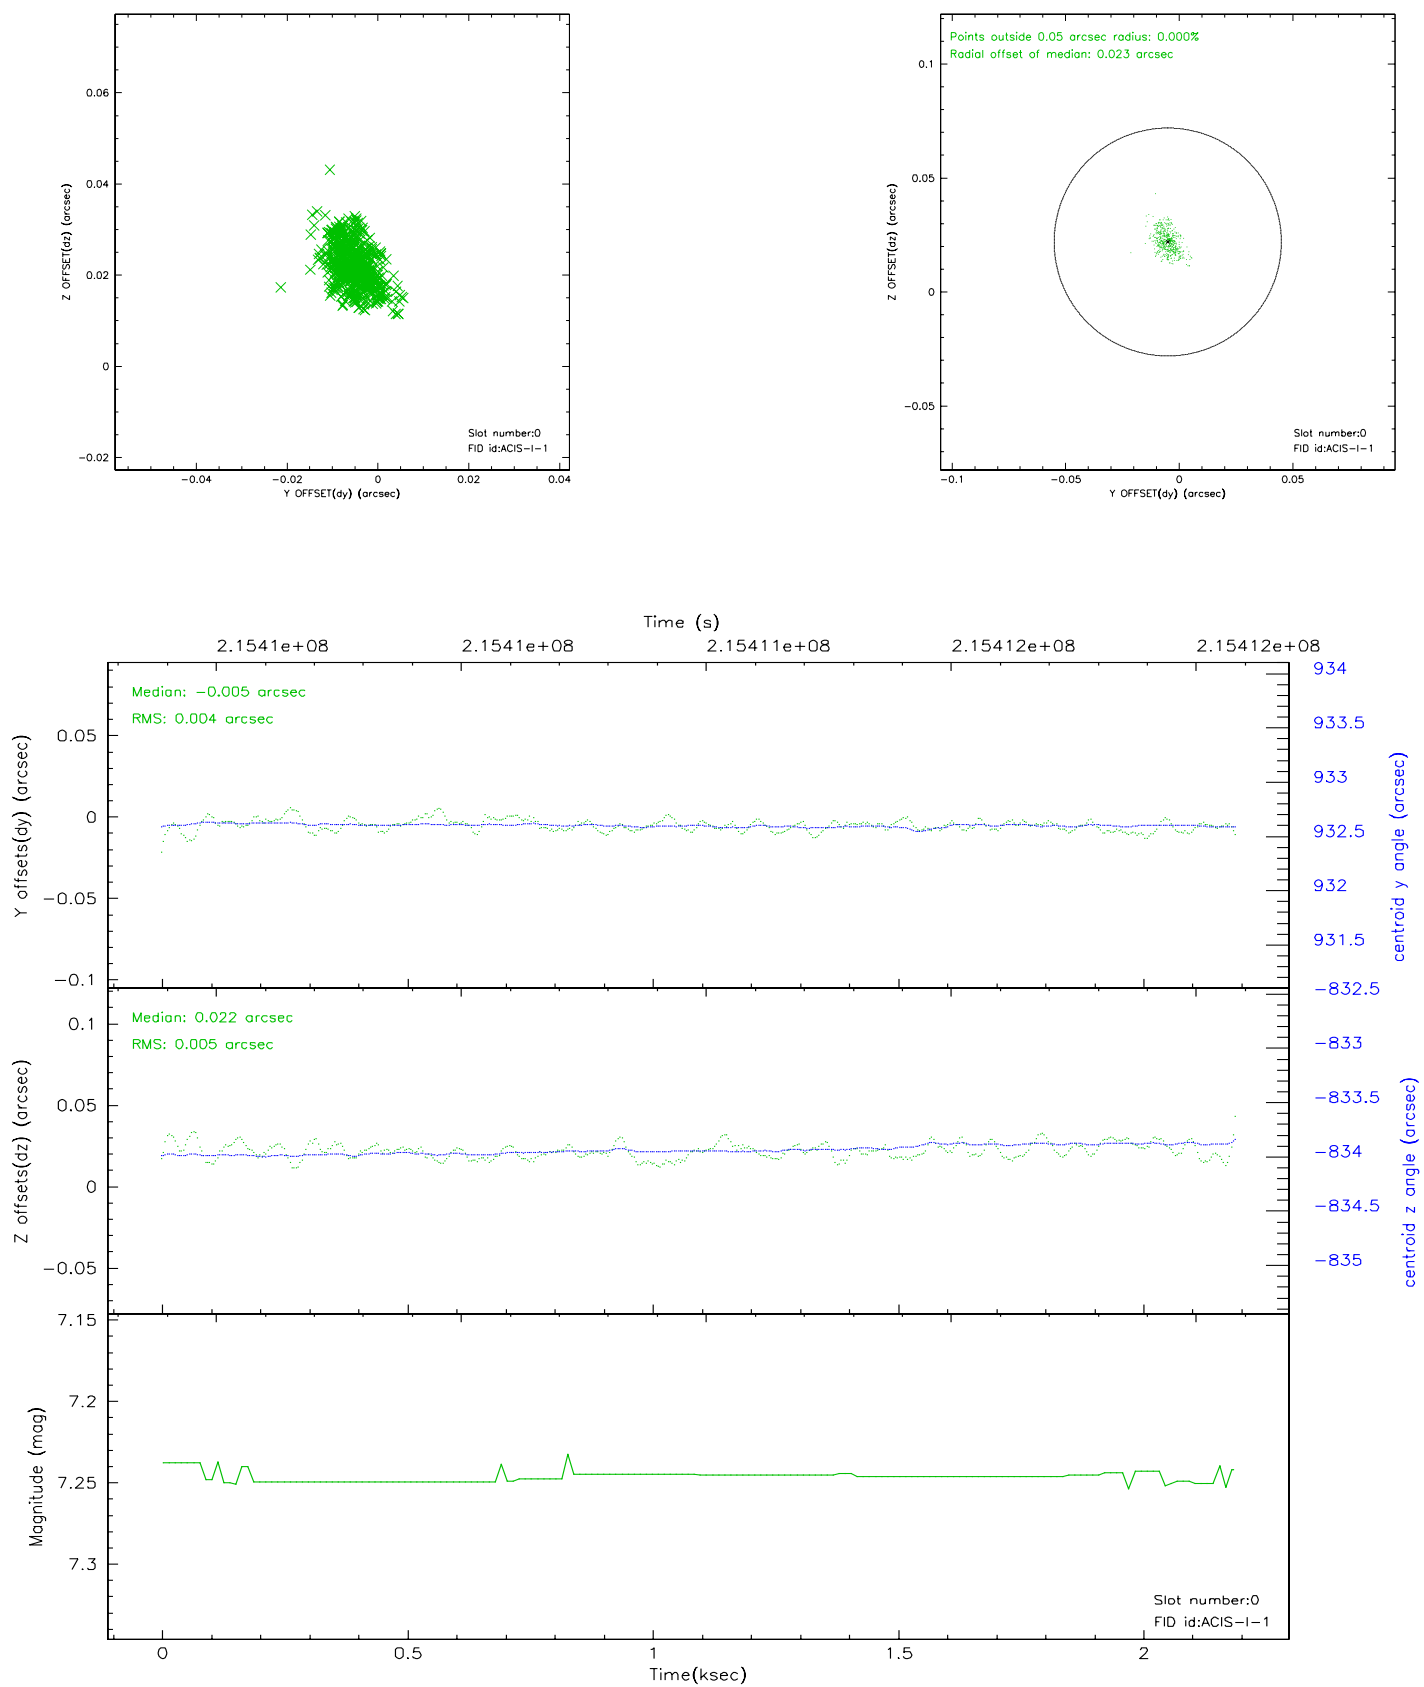 0.06
0.04
0.02
0
−0.02
Z OFFSET(dz) (arcsec)
Slot number:0
FID id:ACIS−I−1
−0.04 −0.02 0 0.02 0.04
Y OFFSET(dy) (arcsec)
Points outside 0.05 arcsec radius: 0.000%
Radial offset of median: 0.023 arcsec
0.1
0.05
0
−0.05
Z OFFSET(dz) (arcsec)
Slot number:0
FID id:ACIS−I−1
−0.1 −0.05 0 0.05
Y OFFSET(dy) (arcsec)
Time (s)
2.1541e+08 2.1541e+08 2.15411e+08 2.15412e+08 2.15412e+08
Median: −0.005 arcsec
RMS: 0.004 arcsec
0.05
0
−0.05
−0.1
Y offsets(dy) (arcsec)
934
933.5
933
932.5
932
931.5
centroid y angle (arcsec)
Median: 0.022 arcsec
RMS: 0.005 arcsec
0.1
0.05
0
−0.05
Z offsets(dz) (arcsec)
−832.5
−833
−833.5
−834
−834.5
−835
centroid z angle (arcsec)
7.15
7.2
7.25
7.3
Magnitude (mag)
Slot number:0
FID id:ACIS−I−1
0 0.5 1 1.5 2
Time(ksec)